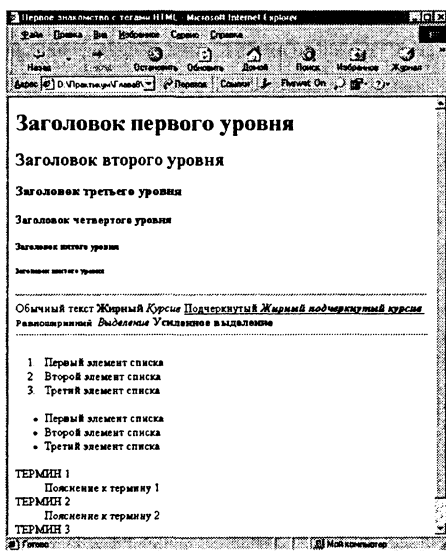 Первое знакомство с тегами HTML - Microsoft Internet Explorer
Файл Правка Вид Избранное Сервис Справка
Назад Остановить Обновить Домой Поиск Избранное Журнал
Адрес Переход Ссылки
Заголовок первого уровня
Заголовок второго уровня
Заголовок третьего уровня
Заголовок четвертого уровня
Заголовок пятого уровня
Заголовок шестого уровня
Обычный текст Жирный Курсив Подчеркнутый Жирный подчеркнутый курсив
Равноширинный Выделение Усиленное выделение
1. Первый элемент списка
2. Второй элемент списка
3. Третий элемент списка
• Первый элемент списка
• Второй элемент списка
• Третий элемент списка
ТЕРМИН 1
Пояснение к термину 1
ТЕРМИН 2
Пояснение к термину 2
ТЕРМИН 3
Готово Мой компьютер